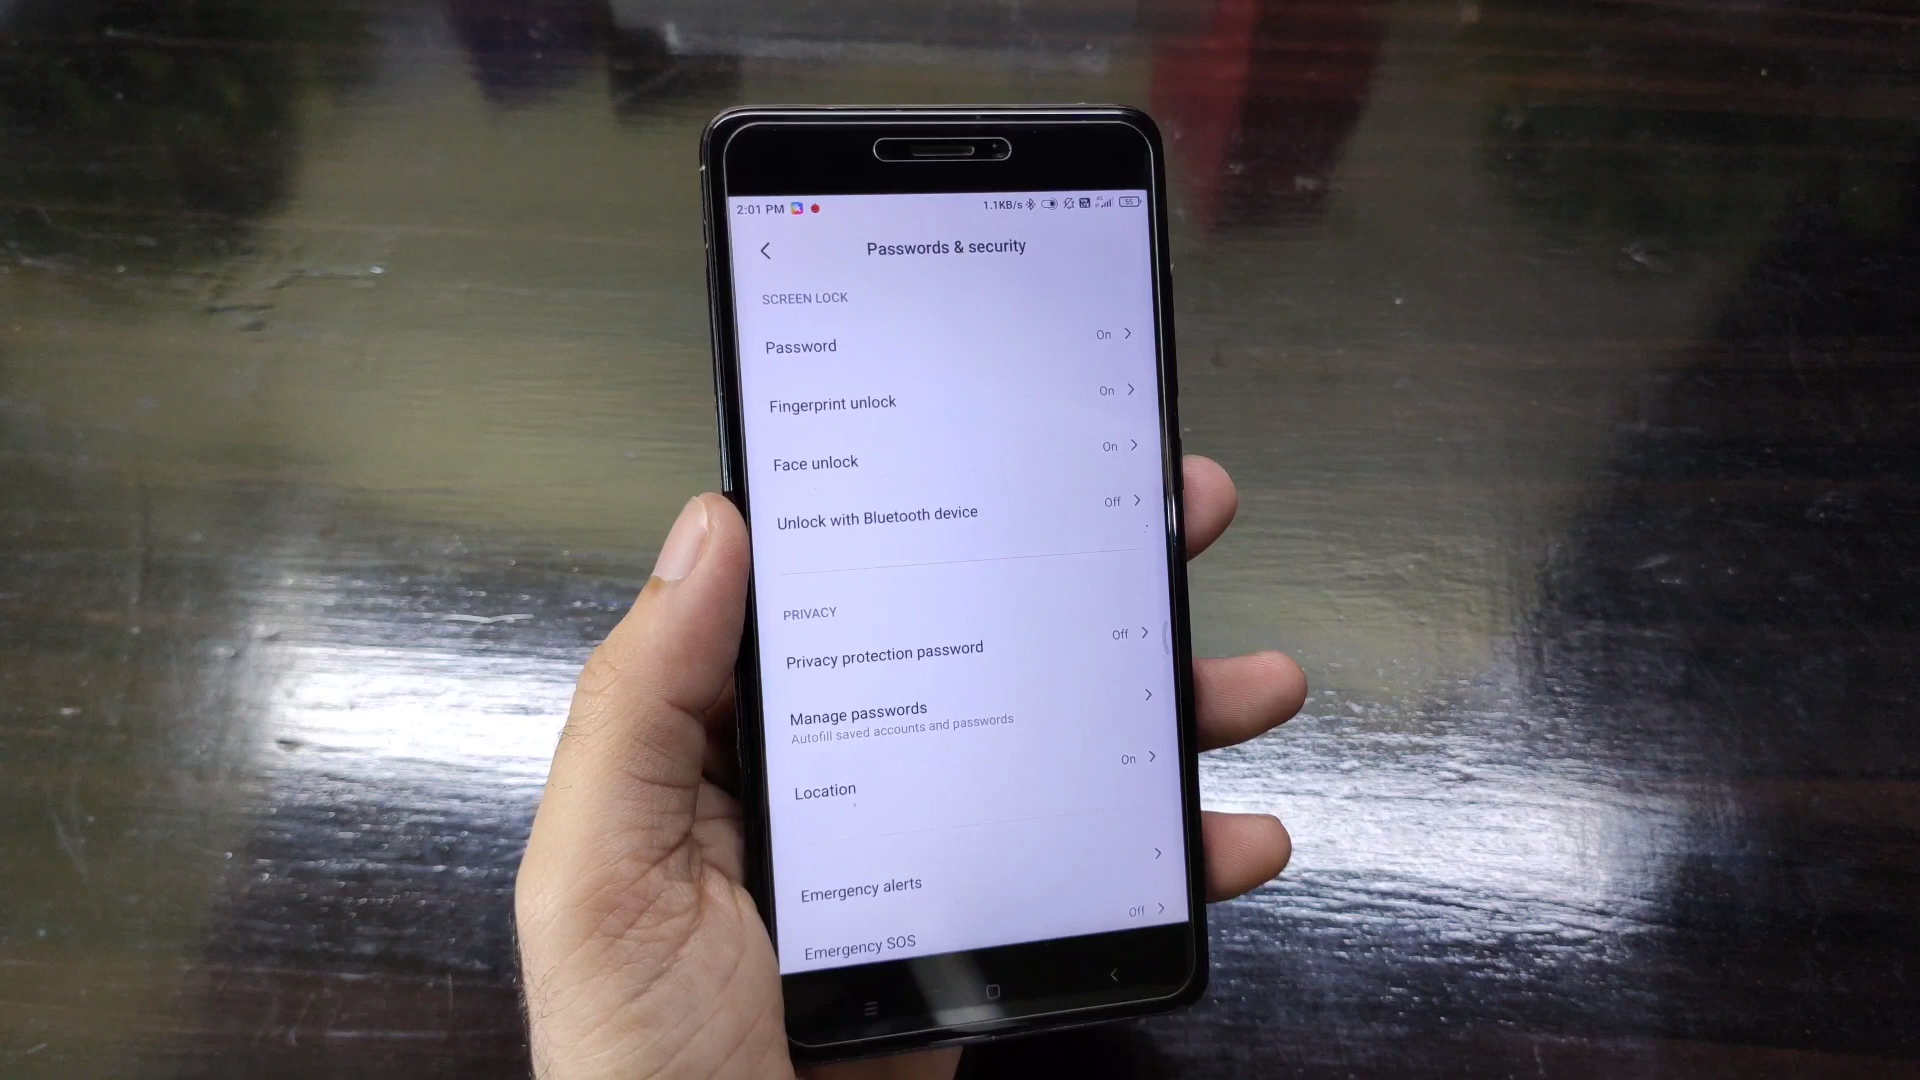 2:01 PM 1.1KB/s 55
Passwords & security
SCREEN LOCK
Password On
Fingerprint unlock On
Face unlock On
Unlock with Bluetooth device Off
PRIVACY
Privacy protection password Off
Manage passwords
Autofill saved accounts and passwords
Location On
Emergency alerts
Emergency SOS Off